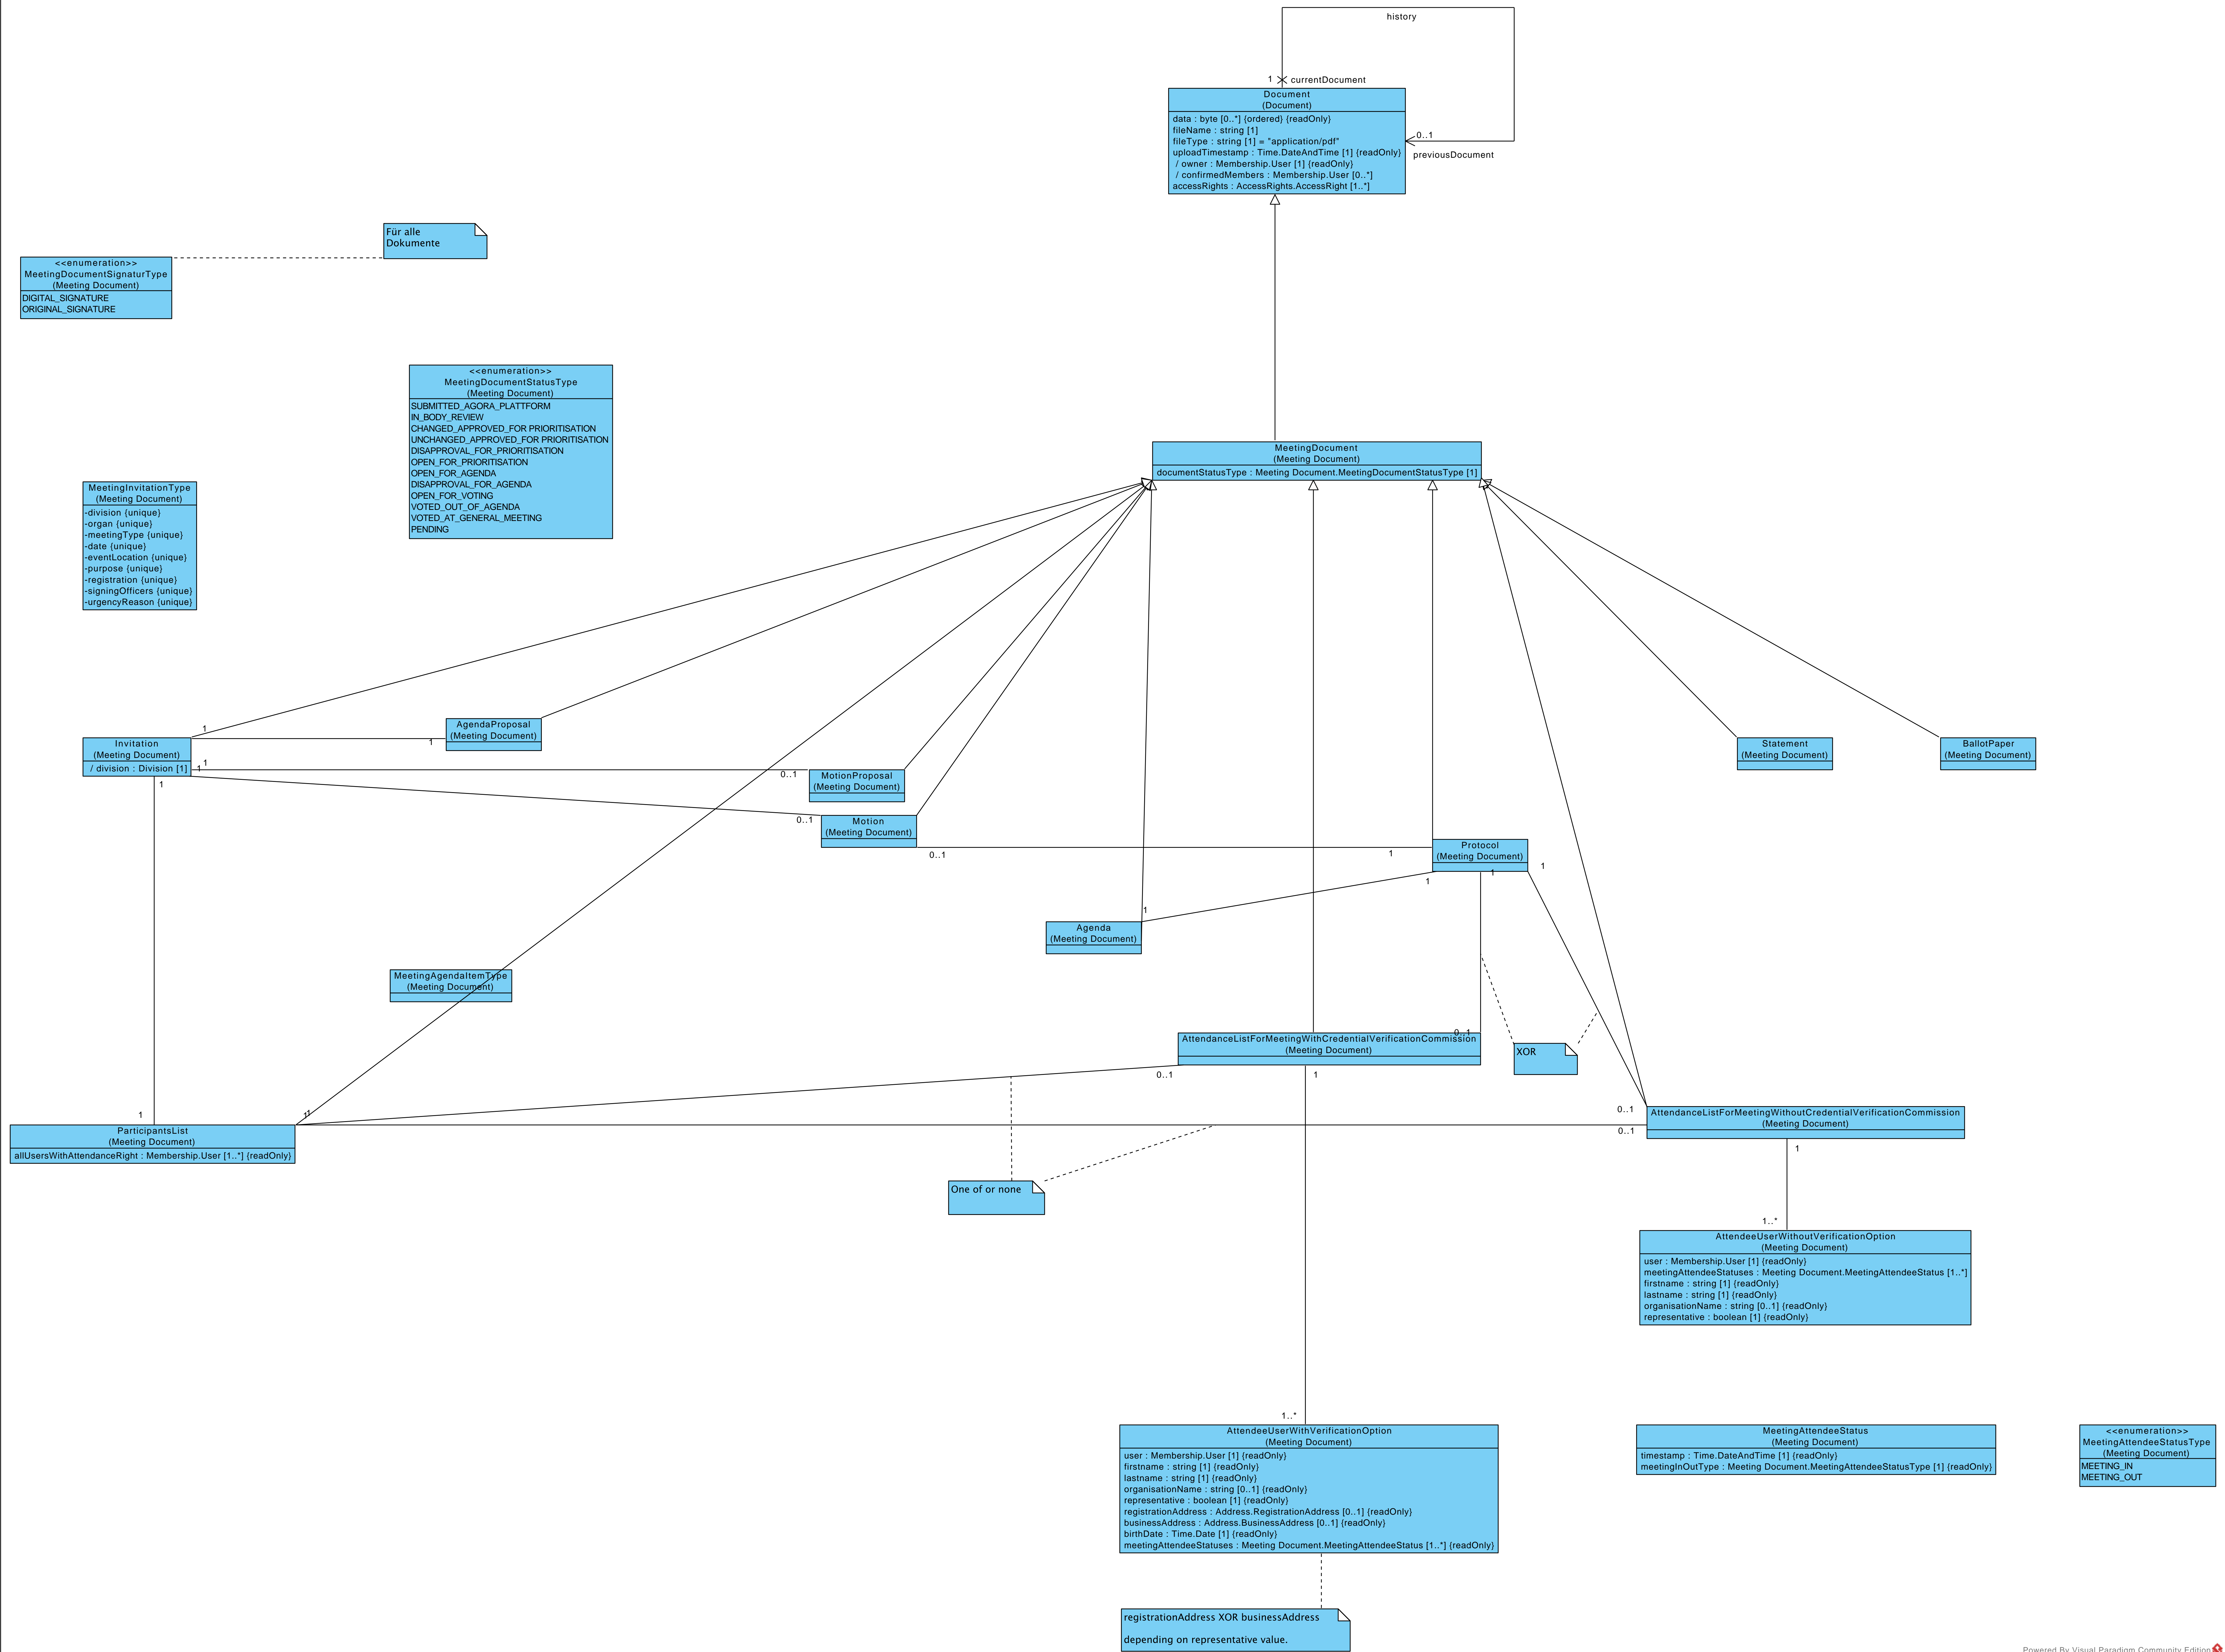 history
1
currentDocument
Document
(Document)
data : byte [0..*] {ordered} {readOnly}
fileName : string [1]
fileType : string [1] = "application/pdf"
uploadTimestamp : Time.DateAndTime [1] {readOnly}
/ owner : Membership.User [1] {readOnly}
/ confirmedMembers : Membership.User [0..*]
accessRights : AccessRights.AccessRight [1..*]
0..1
previousDocument
Für alle
Dokumente
<<enumeration>>
MeetingDocumentSignaturType
(Meeting Document)
DIGITAL_SIGNATURE
ORIGINAL_SIGNATURE
<<enumeration>>
MeetingDocumentStatusType
(Meeting Document)
SUBMITTED_AGORA_PLATTFORM
IN_BODY_REVIEW
CHANGED_APPROVED_FOR PRIORITISATION
UNCHANGED_APPROVED_FOR PRIORITISATION
DISAPPROVAL_FOR_PRIORITISATION
OPEN_FOR_PRIORITISATION
OPEN_FOR_AGENDA
DISAPPROVAL_FOR_AGENDA
OPEN_FOR_VOTING
VOTED_OUT_OF_AGENDA
VOTED_AT_GENERAL_MEETING
PENDING
MeetingDocument
(Meeting Document)
documentStatusType : Meeting Document.MeetingDocumentStatusType [1]
MeetingInvitationType
(Meeting Document)
-division {unique}
-organ {unique}
-meetingType {unique}
-date {unique}
-eventLocation {unique}
-purpose {unique}
-registration {unique}
-signingOfficers {unique}
-urgencyReason {unique}
1
AgendaProposal
(Meeting Document)
1
Invitation
(Meeting Document)
/ division : Division [1]
1
1
1
0..1
MotionProposal
(Meeting Document)
0..1
Motion
(Meeting Document)
0..1
1
Statement
(Meeting Document)
BallotPaper
(Meeting Document)
Protocol
(Meeting Document)
1
1
1
1
Agenda
(Meeting Document)
MeetingAgendaItemType
(Meeting Document)
0..1
AttendanceListForMeetingWithCredentialVerificationCommission
(Meeting Document)
0..1
1
XOR
0..1
AttendanceListForMeetingWithoutCredentialVerificationCommission
(Meeting Document)
0..1
1
1
1
1
ParticipantsList
(Meeting Document)
allUsersWithAttendanceRight : Membership.User [1..*] {readOnly}
One of or none
1..*
AttendeeUserWithoutVerificationOption
(Meeting Document)
user : Membership.User [1] {readOnly}
meetingAttendeeStatuses : Meeting Document.MeetingAttendeeStatus [1..*]
firstname : string [1] {readOnly}
lastname : string [1] {readOnly}
organisationName : string [0..1] {readOnly}
representative : boolean [1] {readOnly}
1..*
AttendeeUserWithVerificationOption
(Meeting Document)
user : Membership.User [1] {readOnly}
firstname : string [1] {readOnly}
lastname : string [1] {readOnly}
organisationName : string [0..1] {readOnly}
representative : boolean [1] {readOnly}
registrationAddress : Address.RegistrationAddress [0..1] {readOnly}
businessAddress : Address.BusinessAddress [0..1] {readOnly}
birthDate : Time.Date [1] {readOnly}
meetingAttendeeStatuses : Meeting Document.MeetingAttendeeStatus [1..*] {readOnly}
MeetingAttendeeStatus
(Meeting Document)
timestamp : Time.DateAndTime [1] {readOnly}
meetingInOutType : Meeting Document.MeetingAttendeeStatusType [1] {readOnly}
<<enumeration>>
MeetingAttendeeStatusType
(Meeting Document)
MEETING_IN
MEETING_OUT
registrationAddress XOR businessAddress
depending on representative value.
Powered By Visual Paradigm Community Edition